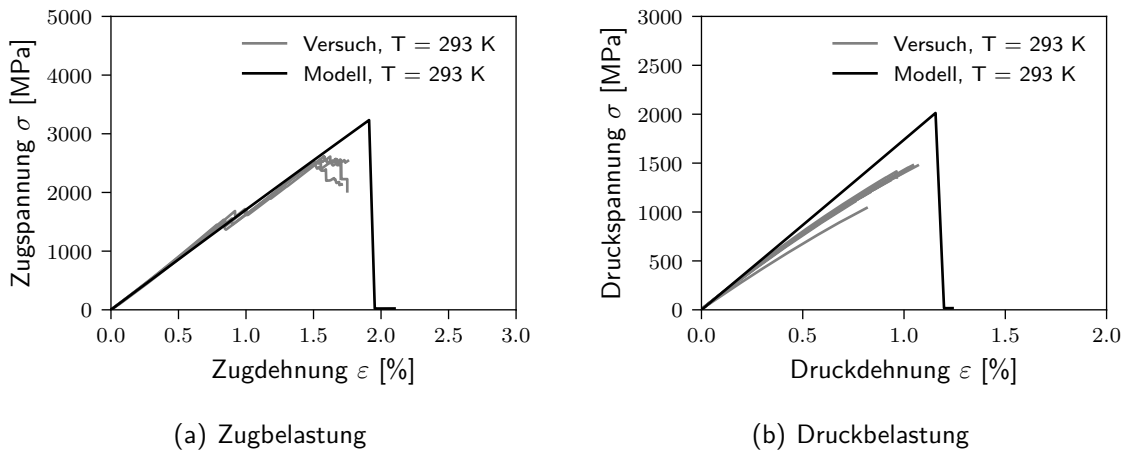 5000
4000
3000
2000
1000
0
Zugspannung σ [MPa]
Versuch, T = 293 K
Modell, T = 293 K
0.0 0.5 1.0 1.5 2.0 2.5 3.0
Zugdehnung ε [%]
(a) Zugbelastung
3000
2500
2000
1500
1000
500
0
Druckspannung σ [MPa]
Versuch, T = 293 K
Modell, T = 293 K
0.0 0.5 1.0 1.5 2.0
Druckdehnung ε [%]
(b) Druckbelastung